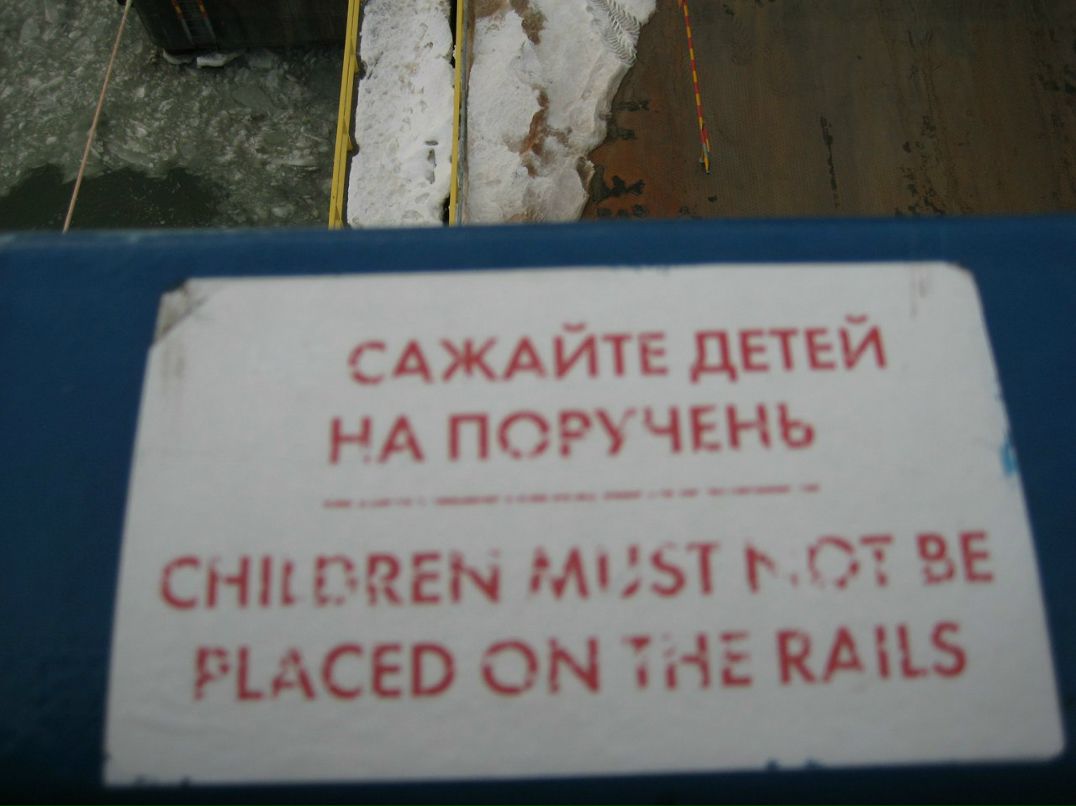 САЖАЙТЕ ДЕТЕЙ
НА ПОРУЧЕНЬ
CHILDREN MUST NOT BE
PLACED ON THE RAILS